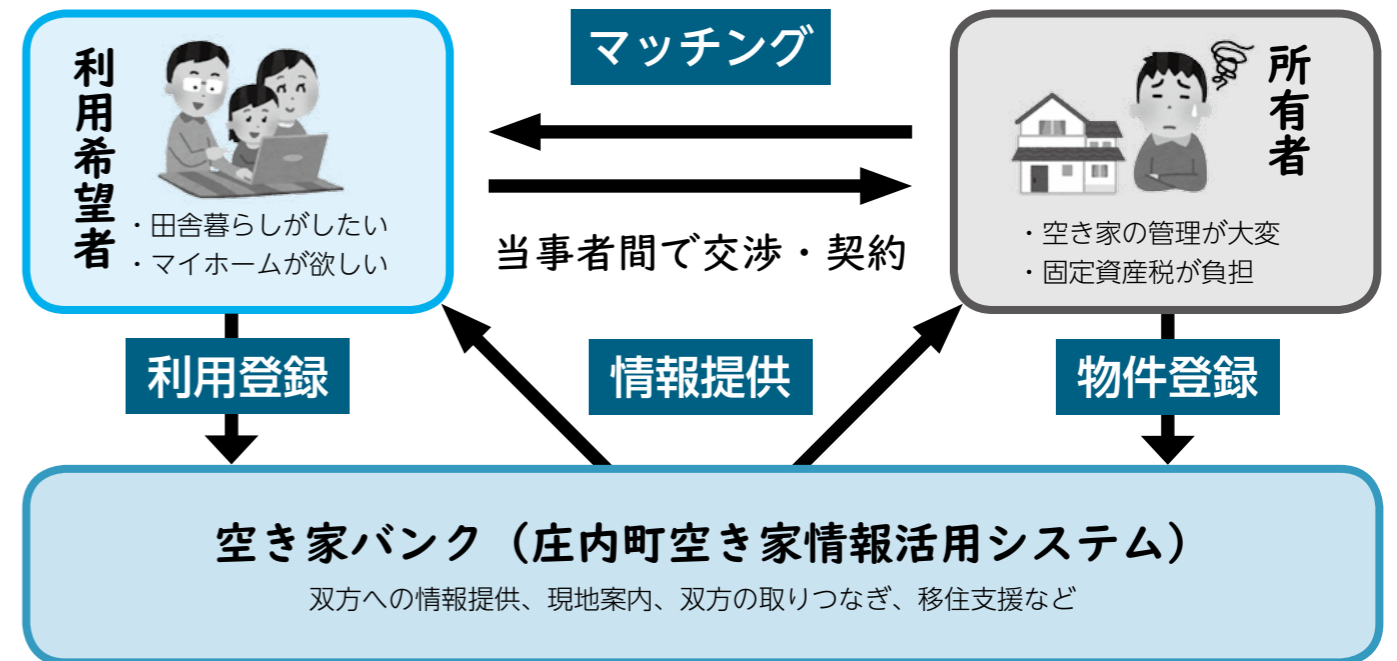 利用希望者
・田舎暮らしがしたい
・マイホームが欲しい
マッチング
当事者間で交渉・契約
所有者
・空き家の管理が大変
・固定資産税が負担
利用登録
情報提供
物件登録
空き家バンク（庄内町空き家情報活用システム）
双方への情報提供、現地案内、双方の取りつなぎ、移住支援など